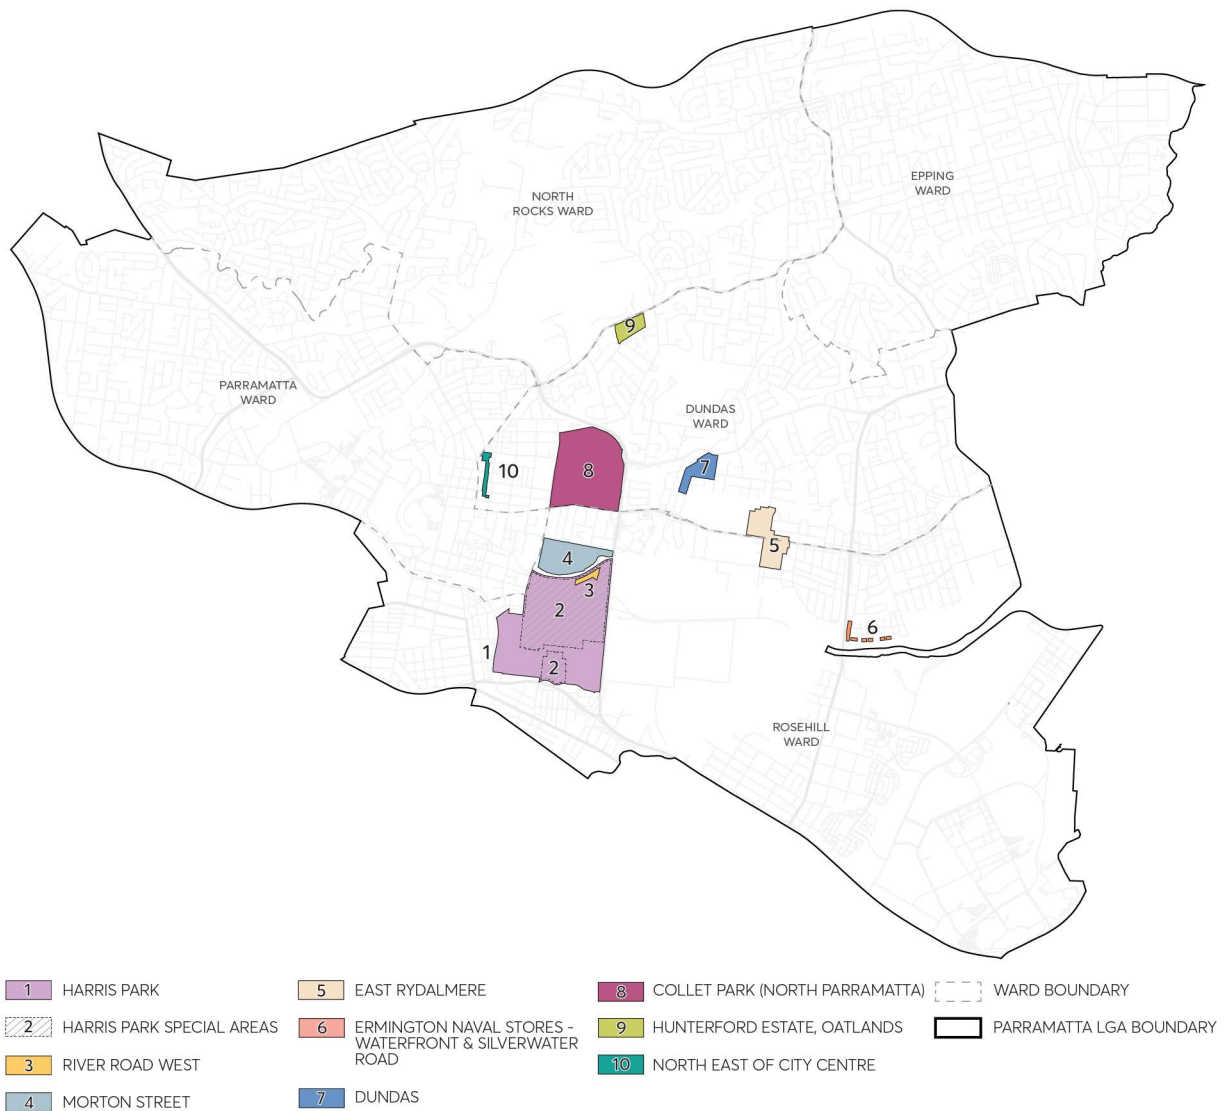 NORTH
ROCKS WARD
EPPING
WARD
9
PARRAMATTA
WARD
DUNDAS
WARD
10
8
7
5
4
3
2
6
1
2
ROSEHILL
WARD
1 HARRIS PARK
2 HARRIS PARK SPECIAL AREAS
3 RIVER ROAD WEST
4 MORTON STREET
5 EAST RYDALMERE
6 ERMINGTON NAVAL STORES -
WATERFRONT & SILVERWATER
ROAD
7 DUNDAS
8 COLLET PARK (NORTH PARRAMATTA)
9 HUNTERFORD ESTATE, OATLANDS
10 NORTH EAST OF CITY CENTRE
WARD BOUNDARY
PARRAMATTA LGA BOUNDARY